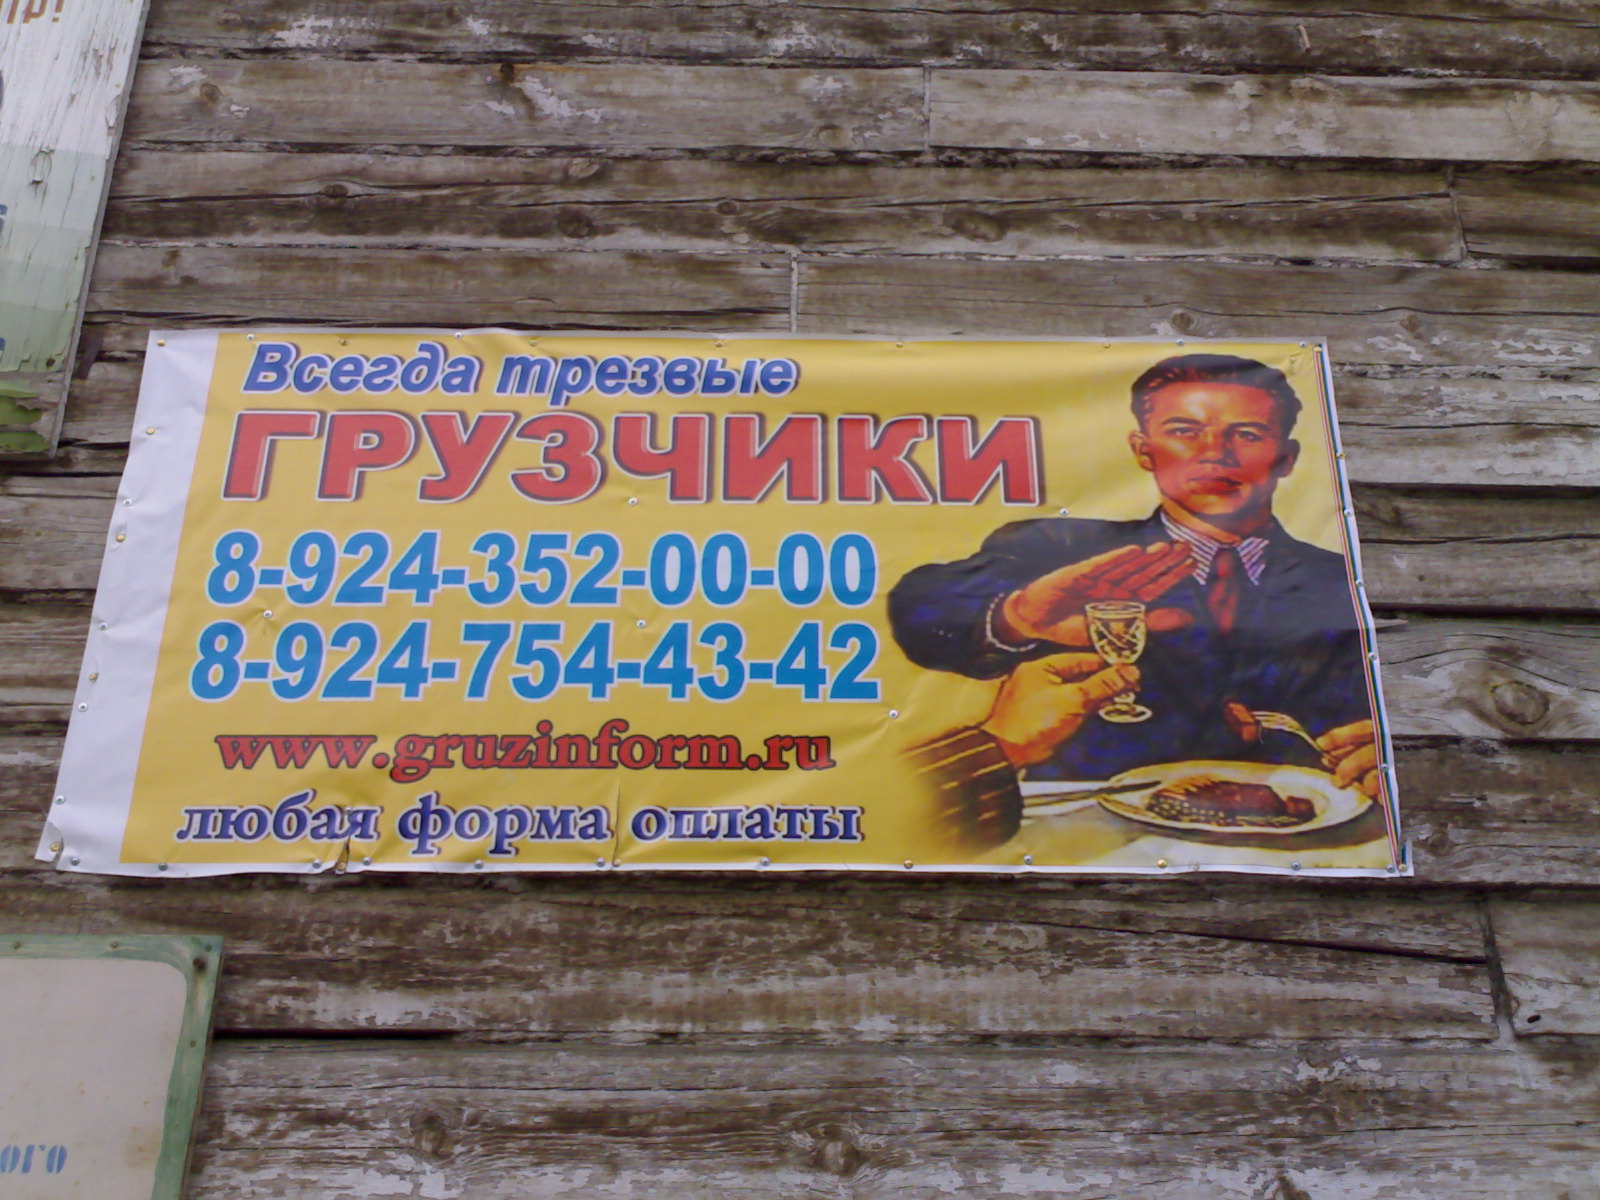 Всегда трезвые
ГРУЗЧИКИ
8-924-352-00-00
8-924-754-43-42
www.gruzinform.ru
любая форма оплаты